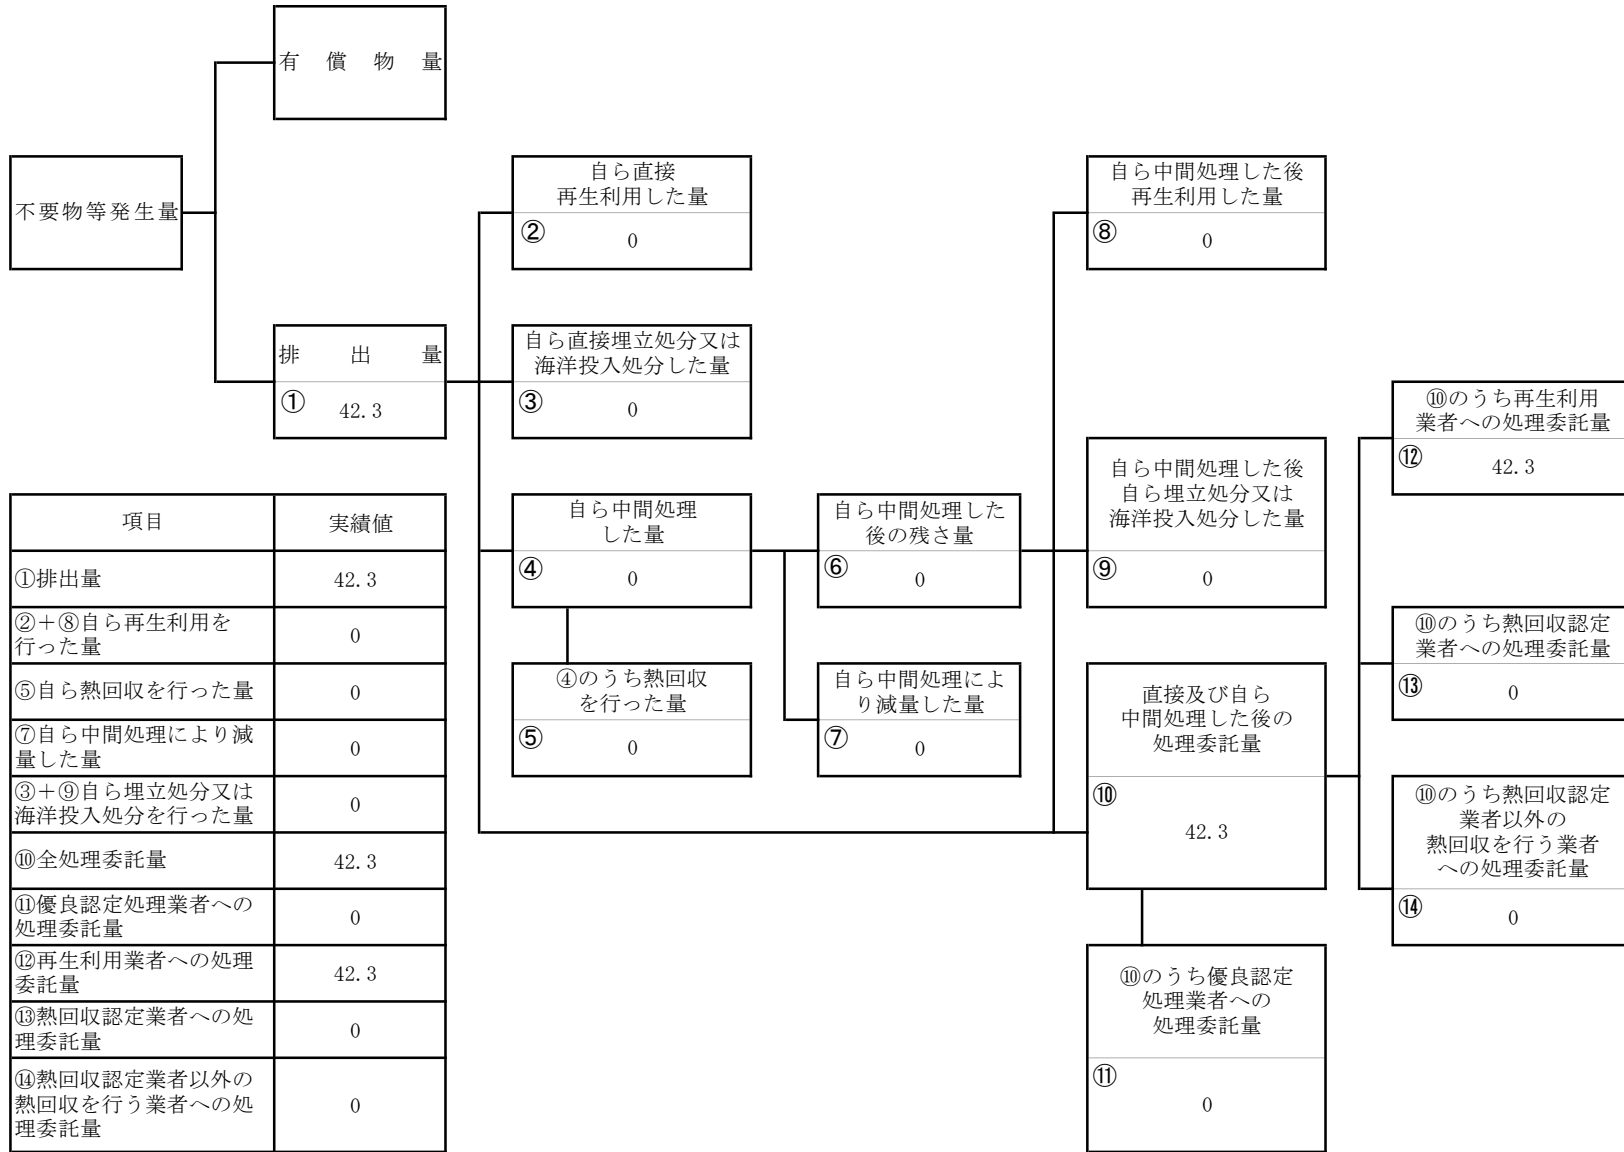 有償物量
不要物等発生量
排出量
① 42.3
自ら直接
再生利用した量
② 0
自ら直接埋立処分又は
海洋投入処分した量
③ 0
自ら中間処理
した量
④ 0
④のうち熱回収
を行った量
⑤ 0
自ら中間処理した
後の残さ量
⑥ 0
自ら中間処理によ
り減量した量
⑦ 0
自ら中間処理した後
再生利用した量
⑧ 0
自ら中間処理した後
自ら埋立処分又は
海洋投入処分した量
⑨ 0
直接及び自ら
中間処理した後の
処理委託量
⑩
42.3
⑩のうち優良認定
処理業者への
処理委託量
⑪
0
⑩のうち再生利用
業者への処理委託量
⑫ 42.3
⑩のうち熱回収認定
業者への処理委託量
⑬ 0
⑩のうち熱回収認定
業者以外の
熱回収を行う業者
への処理委託量
⑭ 0
項目 実績値
①排出量 42.3
②＋⑧自ら再生利用を
行った量 0
⑤自ら熱回収を行った量 0
⑦自ら中間処理により減
量した量 0
③＋⑨自ら埋立処分又は
海洋投入処分を行った量 0
⑩全処理委託量 42.3
⑪優良認定処理業者への
処理委託量 0
⑫再生利用業者への処理
委託量 42.3
⑬熱回収認定業者への処
理委託量 0
⑭熱回収認定業者以外の
熱回収を行う業者への処
理委託量 0